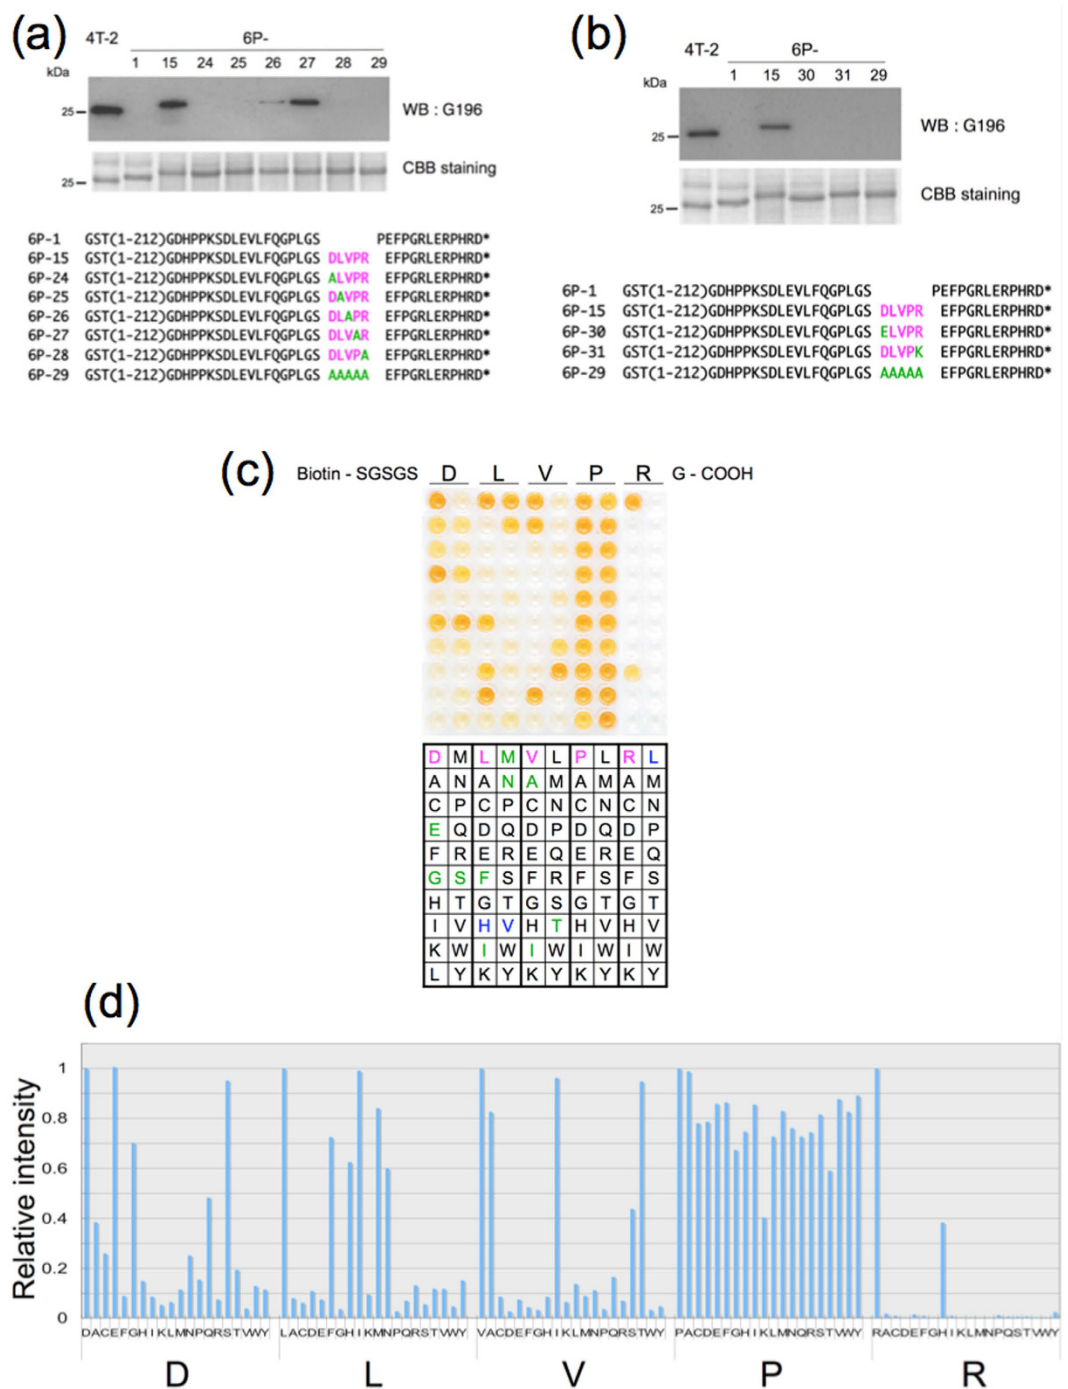 (a)
4T-2 6P-
1 15 24 25 26 27 28 29
kDa
25
WB : G196
25
CBB staining
6P-1 GST(1-212)GDHPPKSDLEVLFQGPLGS PEFPGRLERPHRD*
6P-15 GST(1-212)GDHPPKSDLEVLFQGPLGS DLVPR EFPGRLERPHRD*
6P-24 GST(1-212)GDHPPKSDLEVLFQGPLGS ALVPR EFPGRLERPHRD*
6P-25 GST(1-212)GDHPPKSDLEVLFQGPLGS DAVPR EFPGRLERPHRD*
6P-26 GST(1-212)GDHPPKSDLEVLFQGPLGS DLAPR EFPGRLERPHRD*
6P-27 GST(1-212)GDHPPKSDLEVLFQGPLGS DLVAR EFPGRLERPHRD*
6P-28 GST(1-212)GDHPPKSDLEVLFQGPLGS DLVPA EFPGRLERPHRD*
6P-29 GST(1-212)GDHPPKSDLEVLFQGPLGS AAAAA EFPGRLERPHRD*
(b)
4T-2 6P-
1 15 30 31 29
kDa
25
WB : G196
25
CBB staining
6P-1 GST(1-212)GDHPPKSDLEVLFQGPLGS PEFPGRLERPHRD*
6P-15 GST(1-212)GDHPPKSDLEVLFQGPLGS DLVPR EFPGRLERPHRD*
6P-30 GST(1-212)GDHPPKSDLEVLFQGPLGS ELVPR EFPGRLERPHRD*
6P-31 GST(1-212)GDHPPKSDLEVLFQGPLGS DLVPK EFPGRLERPHRD*
6P-29 GST(1-212)GDHPPKSDLEVLFQGPLGS AAAAA EFPGRLERPHRD*
(c)
Biotin - SGSGS D L V P R G - COOH
D M L M V L P L R L
A N A N A M A M A M
C P C P C N C N C N
E Q D Q D P D Q D P
F R E R E Q E R E Q
G S F S F R F S F S
H T G T G S G T G T
I V H V H T H V H V
K W I W I W I W I W
L Y K Y K Y K Y K Y
(d)
Relative intensity
1
0.8
0.6
0.4
0.2
0
DACEFGHIKLMNPQRSTVWY LACDEFGHIKMNPQRSTVWY VACDEFGHIKLMNPQRSTWY PACDEFGHIKLMNQRSTVWY RACDEFGHIKLMNPQSTVWY
D L V P R